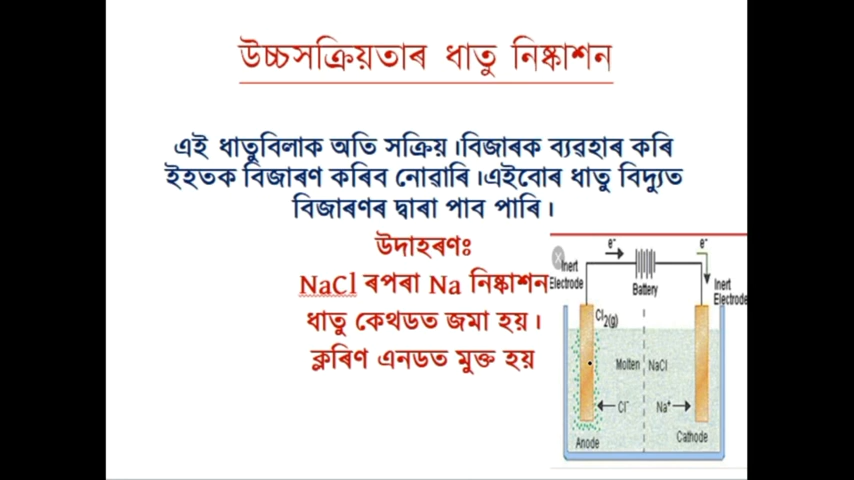 উচ্চসক্ৰিয়তাৰ ধাতু নিষ্কাশন
এই ধাতুবিলাক অতি সক্ৰিয় ।বিজাৰক ব্যৱহাৰ কৰি
ইহতক বিজাৰণ কৰিব নোৱাৰি ।এইবোৰ ধাতু বিদ্যুত
বিজাৰণৰ দ্বাৰা পাব পাৰি ।
উদাহৰণঃ
NaCl ৰপৰা Na নিষ্কাশন
ধাতু কেথডত জমা হয় ।
ক্লৰিণ এনডত মুক্ত হয়
e⁻
e⁻
Inert
Electrode
Battery
Inert
Electrode
Cl₂(g)
Molten NaCl
Cl⁻ Na⁺
Anode
Cathode